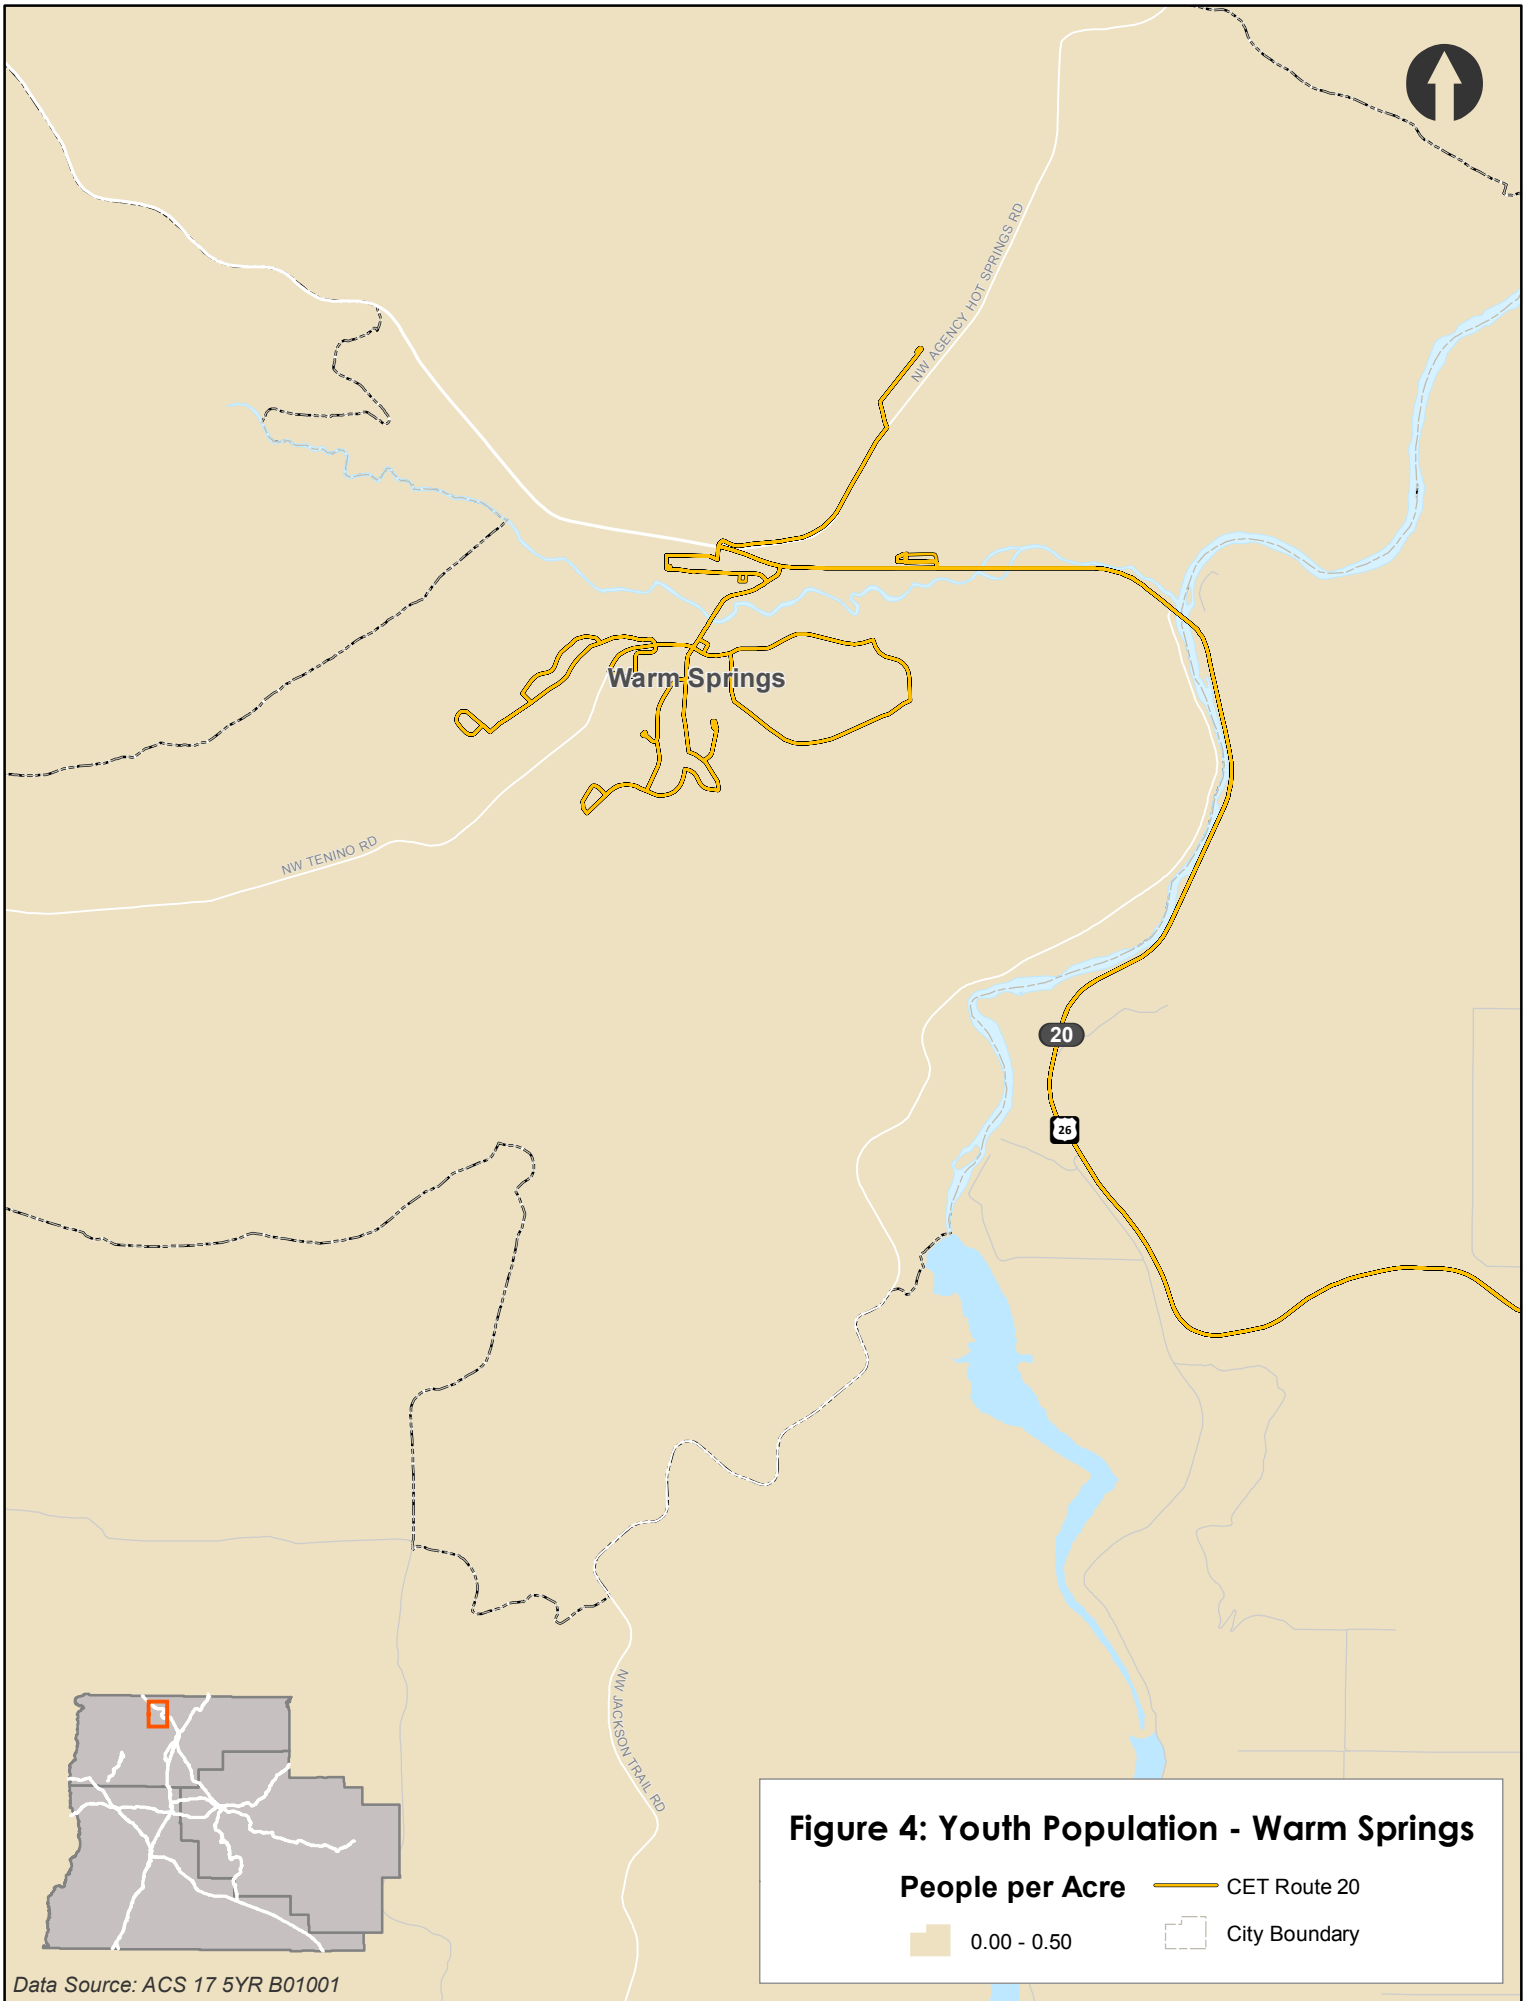 NW AGENCY HOT SPRINGS RD
Warm Springs
NW TENINO RD
20
26
NW JACKSON TRAIL RD
Figure 4: Youth Population - Warm Springs
People per Acre
CET Route 20
0.00 - 0.50
City Boundary
Data Source: ACS 17 5YR B01001